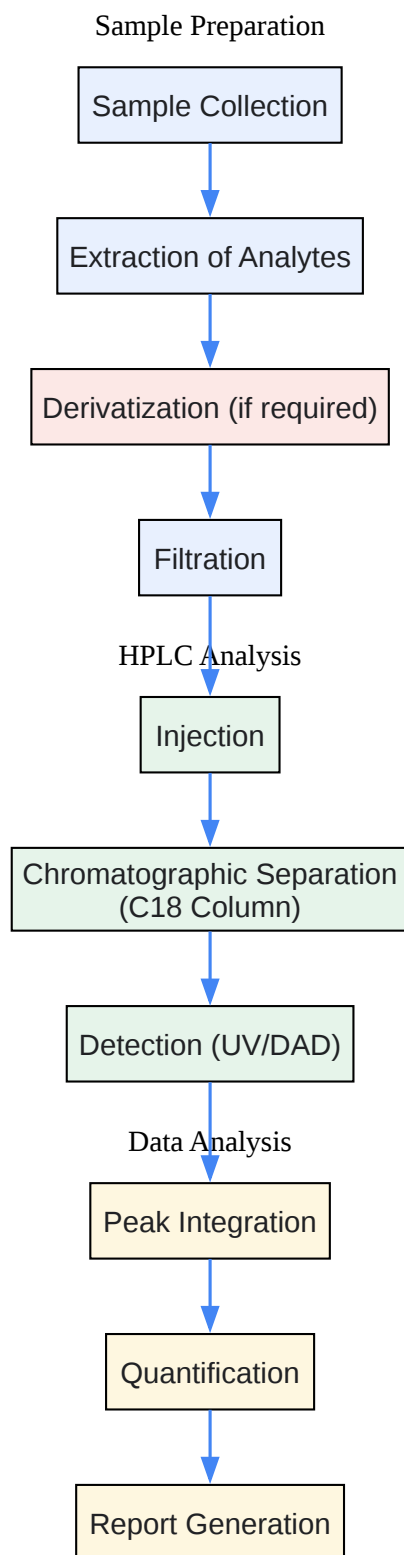 Sample Preparation
Sample Collection
Extraction of Analytes
Derivatization (if required)
Filtration
HPLC Analysis
Injection
Chromatographic Separation
(C18 Column)
Detection (UV/DAD)
Data Analysis
Peak Integration
Quantification
Report Generation